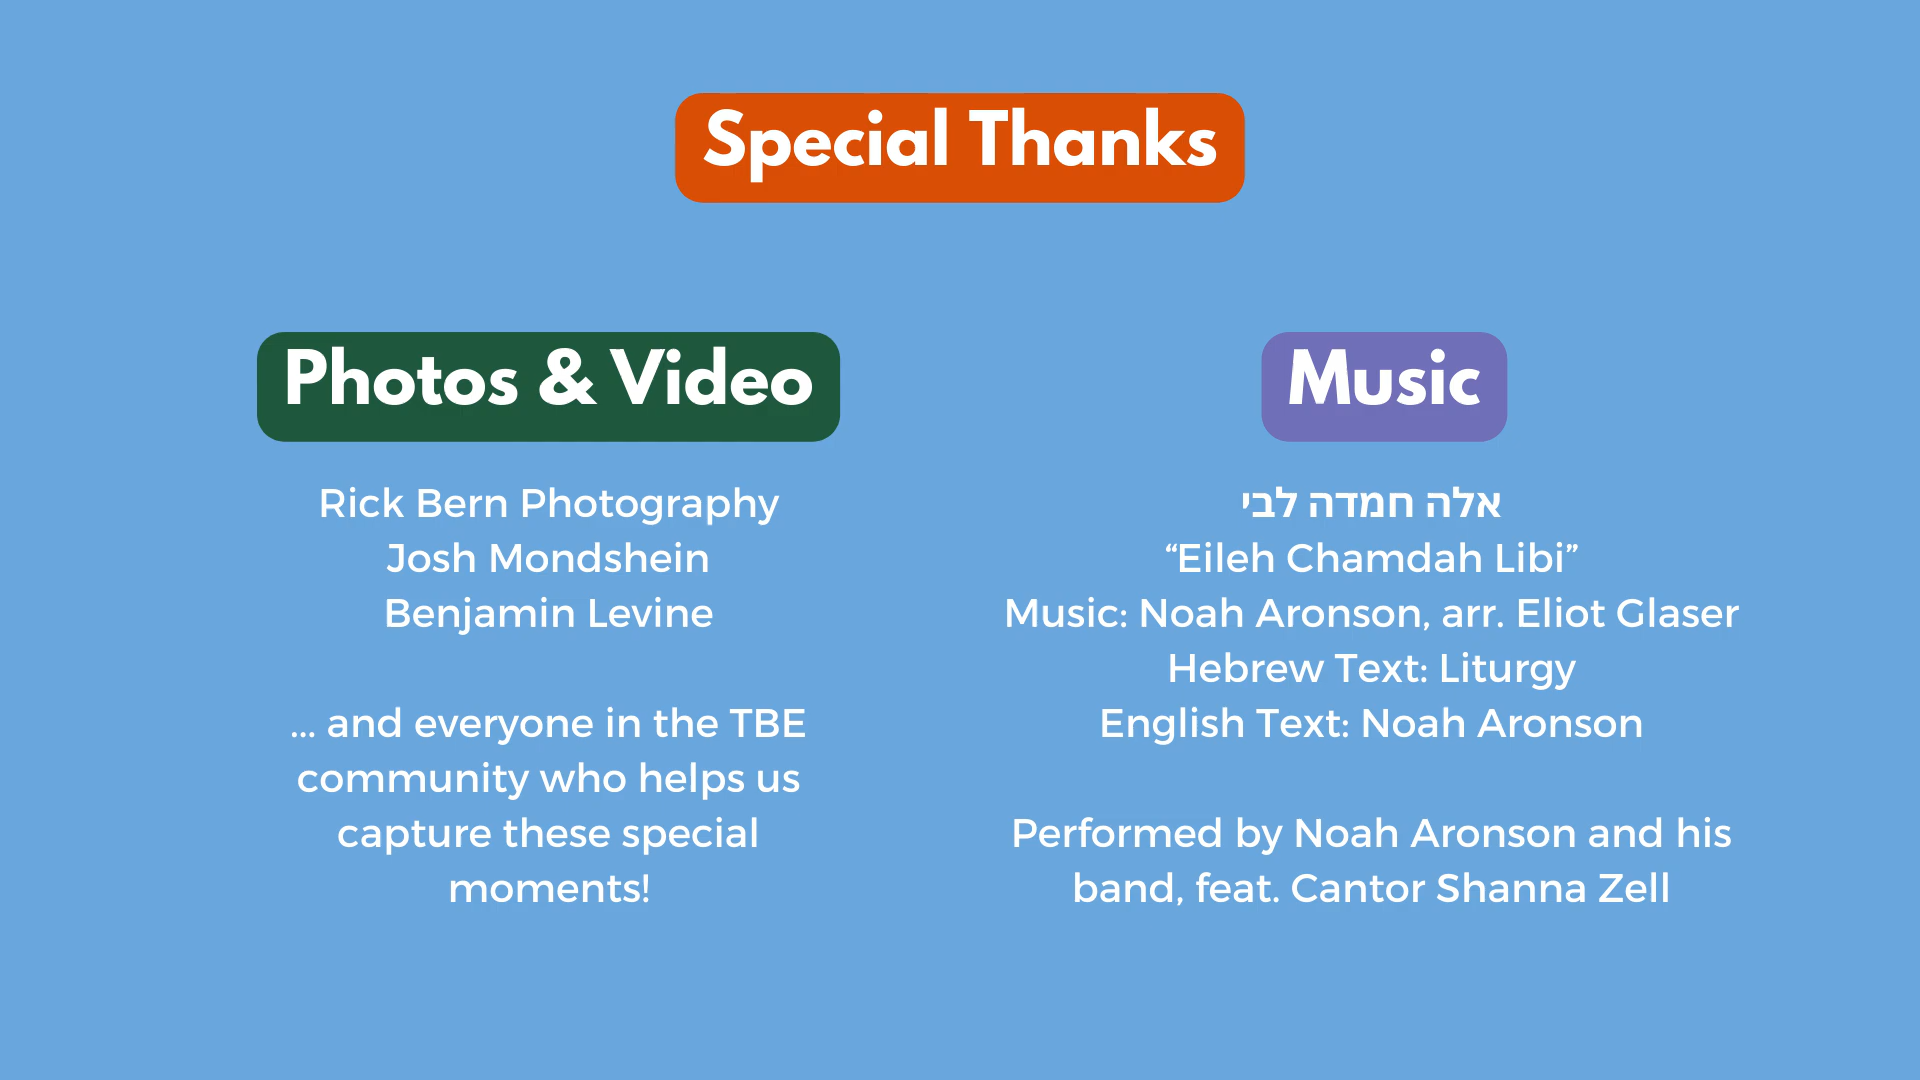 Special Thanks
Photos & Video
Rick Bern Photography
Josh Mondshein
Benjamin Levine
... and everyone in the TBE
community who helps us
capture these special
moments!
Music
אלה חמדה לבי
“Eileh Chamdah Libi”
Music: Noah Aronson, arr. Eliot Glaser
Hebrew Text: Liturgy
English Text: Noah Aronson
Performed by Noah Aronson and his
band, feat. Cantor Shanna Zell